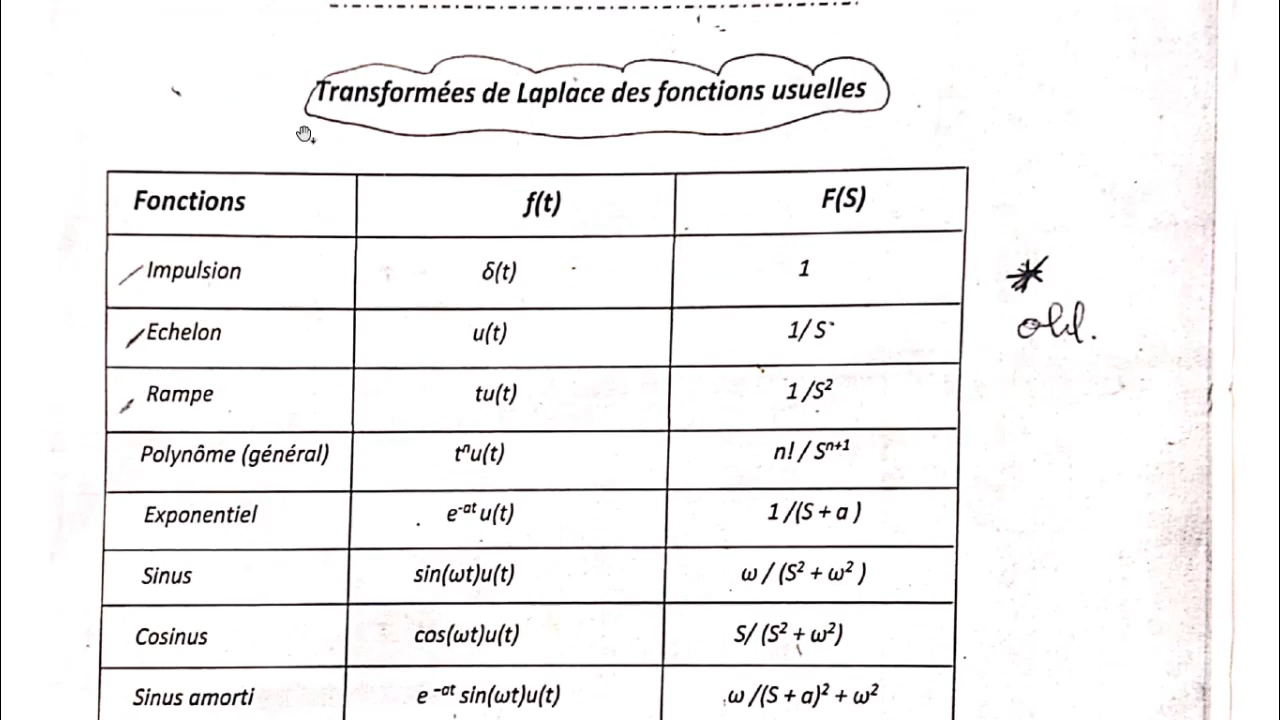 Transformées de Laplace des fonctions usuelles
Fonctions f(t) F(S)
Impulsion δ(t) 1
Echelon u(t) 1/ S
Rampe tu(t) 1/S²
Polynôme (général) tⁿu(t) n! / Sⁿ⁺¹
Exponentiel e⁻ᵃᵗ u(t) 1/(S + a )
Sinus sin(ωt)u(t) ω / (S² + ω² )
Cosinus cos(ωt)u(t) S/ (S² + ω²)
Sinus amorti e ⁻ᵃᵗ sin(ωt)u(t) ω /(S + a)² + ω²